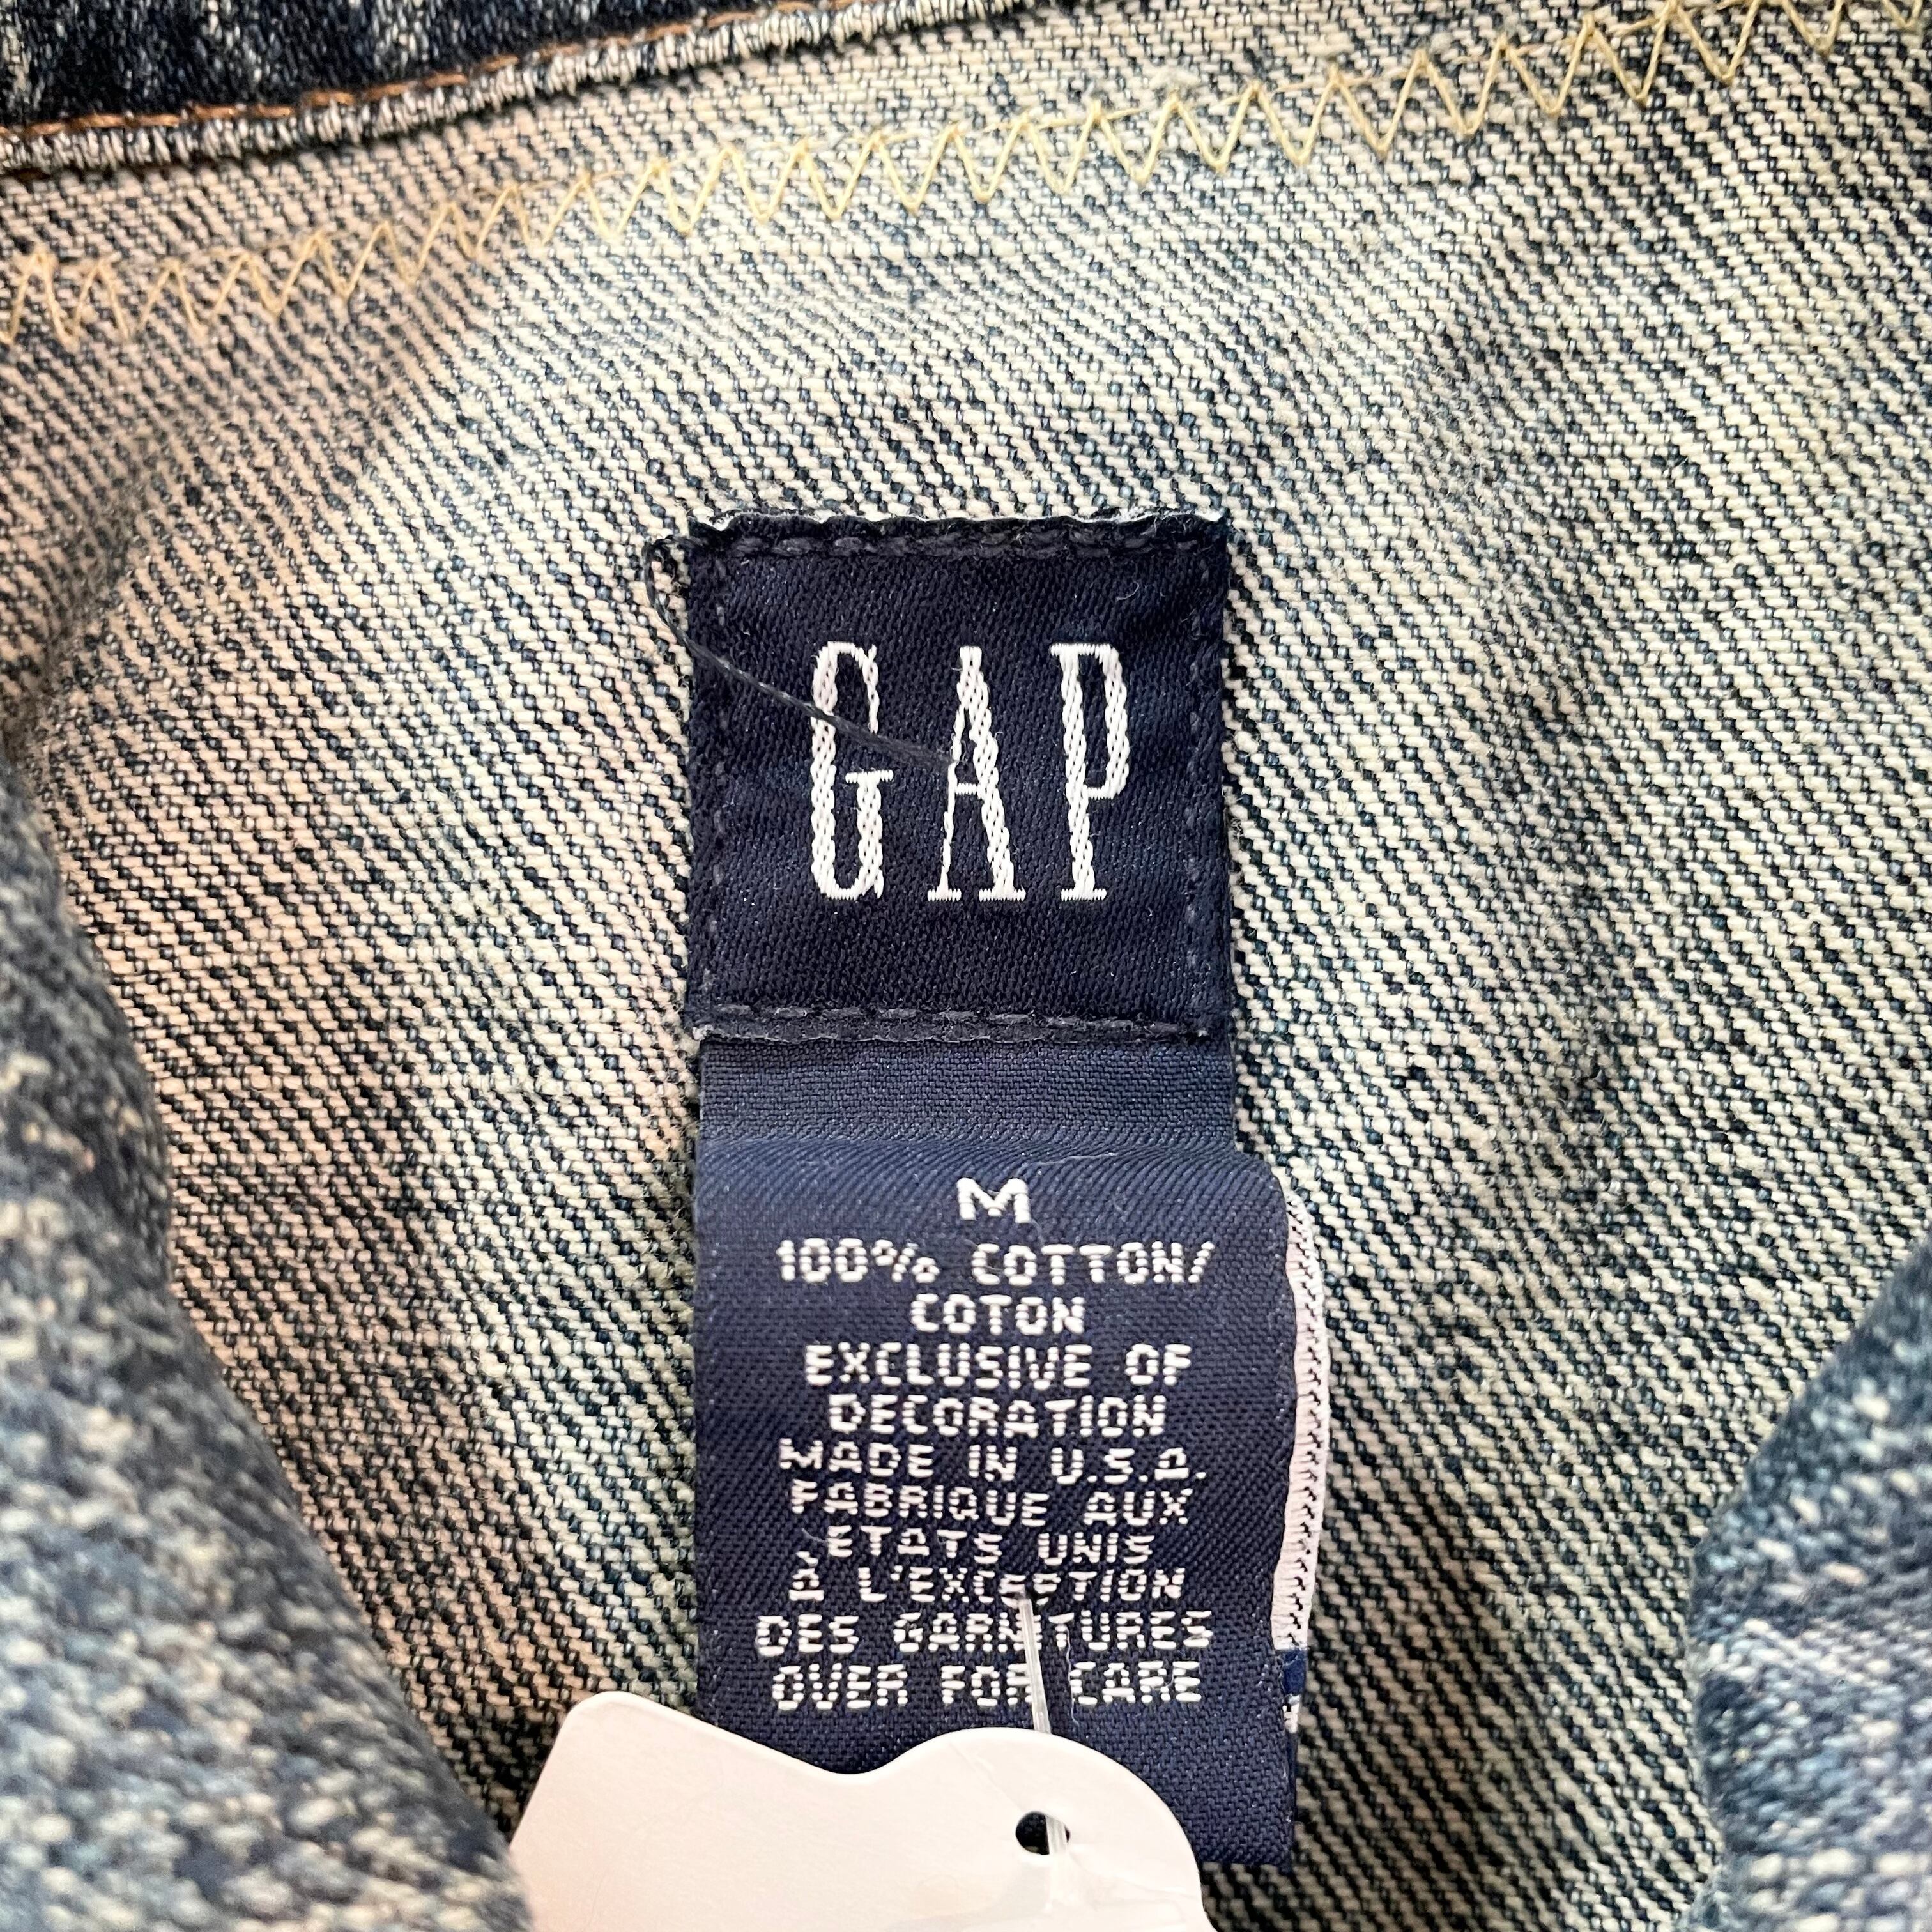 GAP
M
100% COTTON/
COTON
EXCLUSIVE OF
DECORATION
MADE IN U.S.A.
FABRIQUE AUX
ETATS UNIS
À L'EXCEPTION
DES GARNITURES
OVER FOR CARE